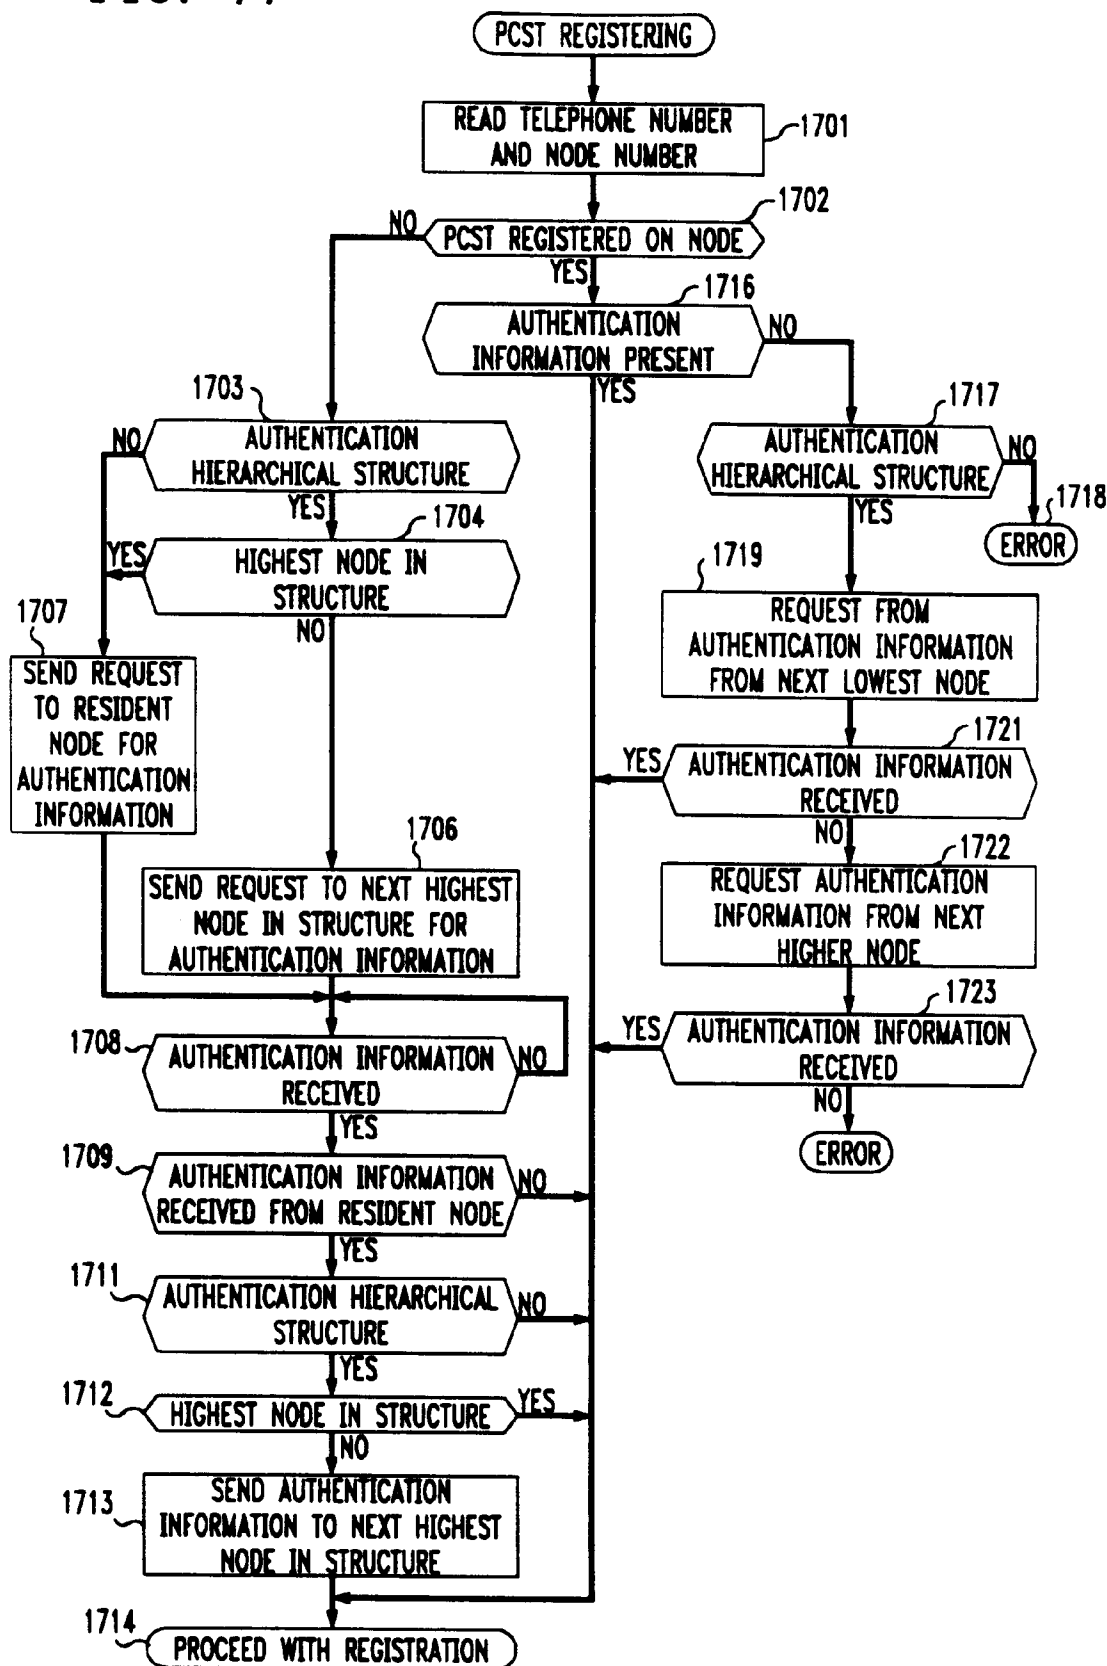 PCST REGISTERING
READ TELEPHONE NUMBER
AND NODE NUMBER
1701
1702
NO
PCST REGISTERED ON NODE
YES
1716
AUTHENTICATION
INFORMATION PRESENT
NO
YES
1703
NO
AUTHENTICATION
HIERARCHICAL STRUCTURE
YES
1717
AUTHENTICATION
HIERARCHICAL STRUCTURE
NO
YES
1718
ERROR
1704
YES
HIGHEST NODE IN
STRUCTURE
NO
1719
REQUEST FROM
AUTHENTICATION INFORMATION
FROM NEXT LOWEST NODE
1707
SEND REQUEST
TO RESIDENT
NODE FOR
AUTHENTICATION
INFORMATION
1721
YES
AUTHENTICATION INFORMATION
RECEIVED
NO
1706
SEND REQUEST TO NEXT HIGHEST
NODE IN STRUCTURE FOR
AUTHENTICATION INFORMATION
1722
REQUEST AUTHENTICATION
INFORMATION FROM NEXT
HIGHER NODE
1723
YES
AUTHENTICATION INFORMATION
RECEIVED
NO
ERROR
1708
AUTHENTICATION INFORMATION
RECEIVED
NO
YES
1709
AUTHENTICATION INFORMATION
RECEIVED FROM RESIDENT NODE
NO
YES
1711
AUTHENTICATION HIERARCHICAL
STRUCTURE
NO
YES
1712
HIGHEST NODE IN STRUCTURE
YES
NO
1713
SEND AUTHENTICATION
INFORMATION TO NEXT HIGHEST
NODE IN STRUCTURE
1714
PROCEED WITH REGISTRATION